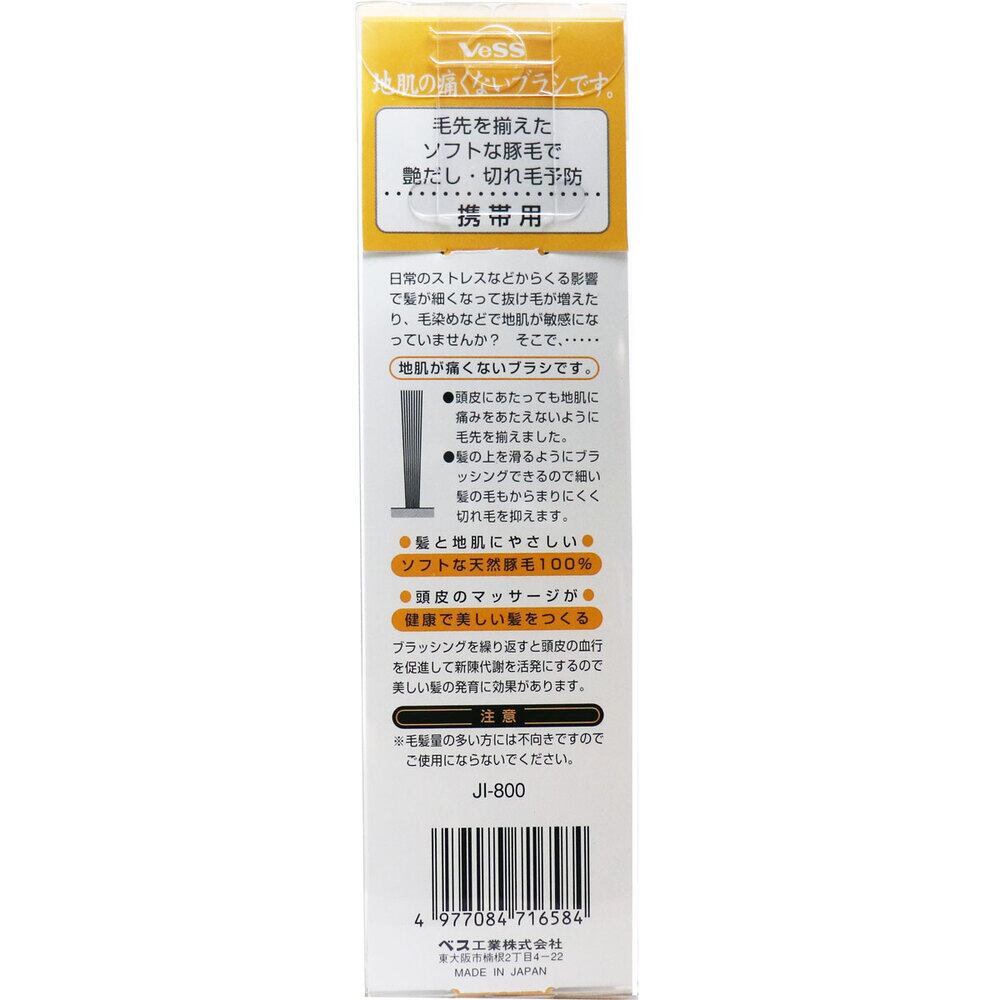 VeSS
地肌の痛くないブラシです。
毛先を揃えた
ソフトな豚毛で
艶だし・切れ毛予防
携帯用
日常のストレスなどからくる影響
で髪が細くなって抜け毛が増えた
り、毛染めなどで地肌が敏感にな
っていませんか？ そこで、‥‥‥
地肌が痛くないブラシです。
●頭皮にあたっても地肌に
痛みをあたえないように
毛先を揃えました。
●髪の上を滑るようにブラ
ッシングできるので細い
髪の毛もからまりにくく
切れ毛を抑えます。
●髪と地肌にやさしい●
ソフトな天然豚毛100%
●頭皮のマッサージが●
健康で美しい髪をつくる
ブラッシングを繰り返すと頭皮の血行
を促進して新陳代謝を活発にするので
美しい髪の発育に効果があります。
注意
※毛髪量の多い方には不向きですので
ご使用にならないでください。
JI-800
4 977084 716584
ベス工業株式会社
東大阪市楠根2丁目4−22
MADE IN JAPAN